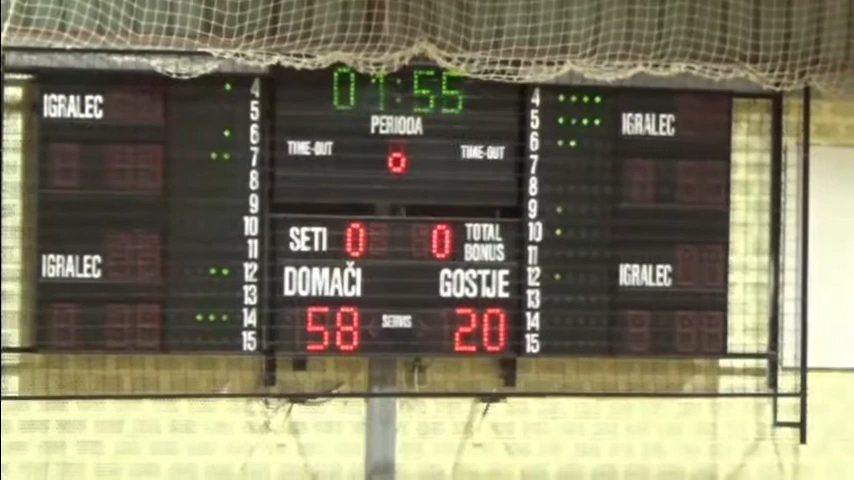 01:55
PERIODA
TIME-OUT 0 TIME-OUT
IGRALEC IGRALEC
4 4
5 5
6 6
7 7
8 8
9 9
10 10
11 11
12 12
13 13
14 14
15 15
SETI 0 0 TOTAL BONUS
IGRALEC IGRALEC
DOMAČI GOSTJE
58 SERVIS 20